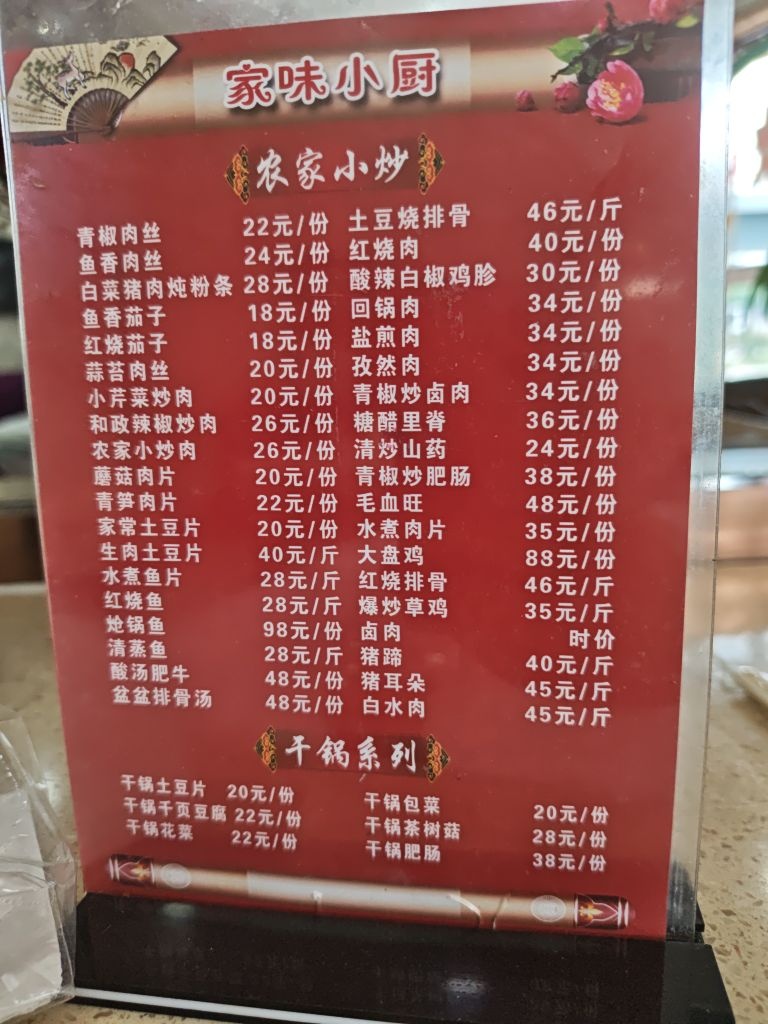 家味小厨
农家小炒
青椒肉丝 22元/份 土豆烧排骨 46元/斤
鱼香肉丝 24元/份 红烧肉 40元/份
白菜猪肉炖粉条 28元/份 酸辣白椒鸡胗 30元/份
鱼香茄子 18元/份 回锅肉 34元/份
红烧茄子 18元/份 盐煎肉 34元/份
蒜苔肉丝 20元/份 孜然肉 34元/份
小芹菜炒肉 20元/份 青椒炒卤肉 34元/份
和政辣椒炒肉 26元/份 糖醋里脊 36元/份
农家小炒肉 26元/份 清炒山药 24元/份
蘑菇肉片 20元/份 青椒炒肥肠 38元/份
青笋肉片 22元/份 毛血旺 48元/份
家常土豆片 20元/份 水煮肉片 35元/份
生肉土豆片 40元/斤 大盘鸡 88元/份
水煮鱼片 28元/斤 红烧排骨 46元/斤
红烧鱼 28元/斤 爆炒草鸡 35元/斤
炝锅鱼 98元/份 卤肉 时价
清蒸鱼 28元/斤 猪蹄 40元/斤
酸汤肥牛 48元/份 猪耳朵 45元/斤
盆盆排骨汤 48元/份 白水肉 45元/斤
干锅系列
干锅土豆片 20元/份 干锅包菜 20元/份
干锅千页豆腐 22元/份 干锅茶树菇 28元/份
干锅花菜 22元/份 干锅肥肠 38元/份